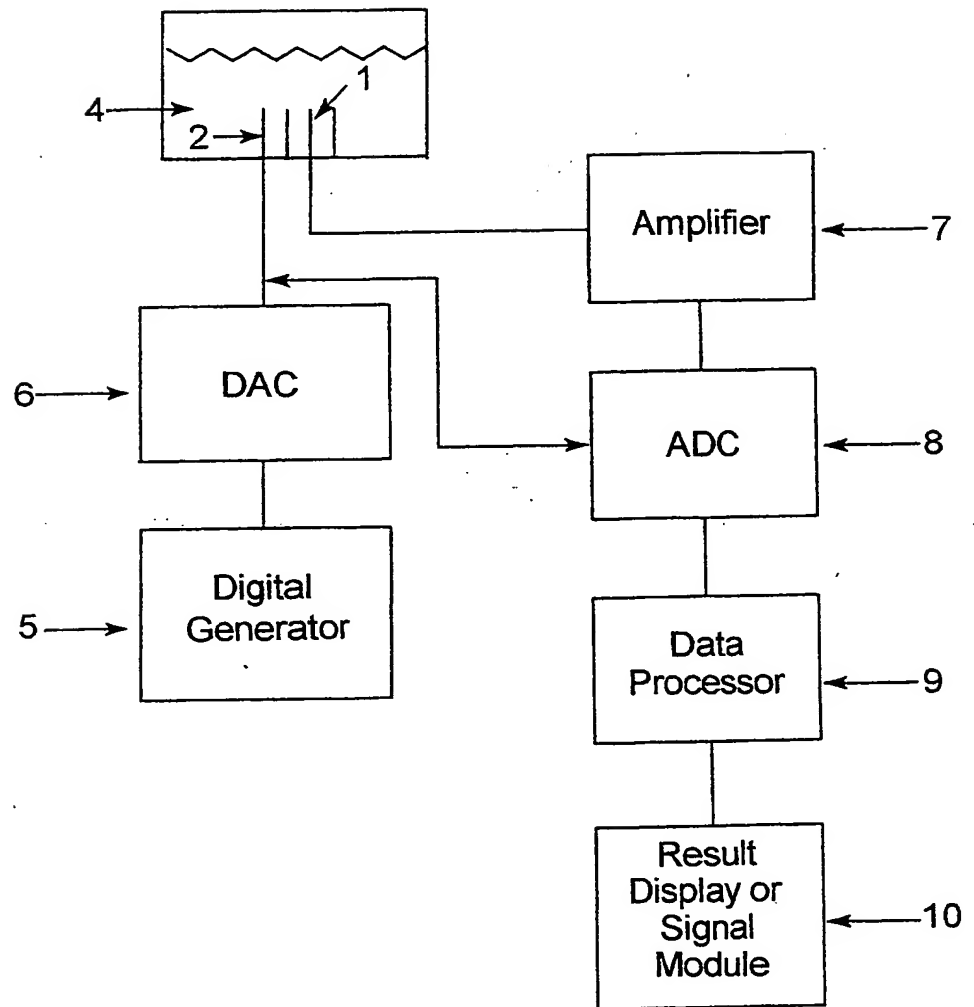 1
4
2
Amplifier
7
DAC
6
ADC
8
Digital
Generator
5
Data
Processor
9
Result
Display or
Signal
Module
10